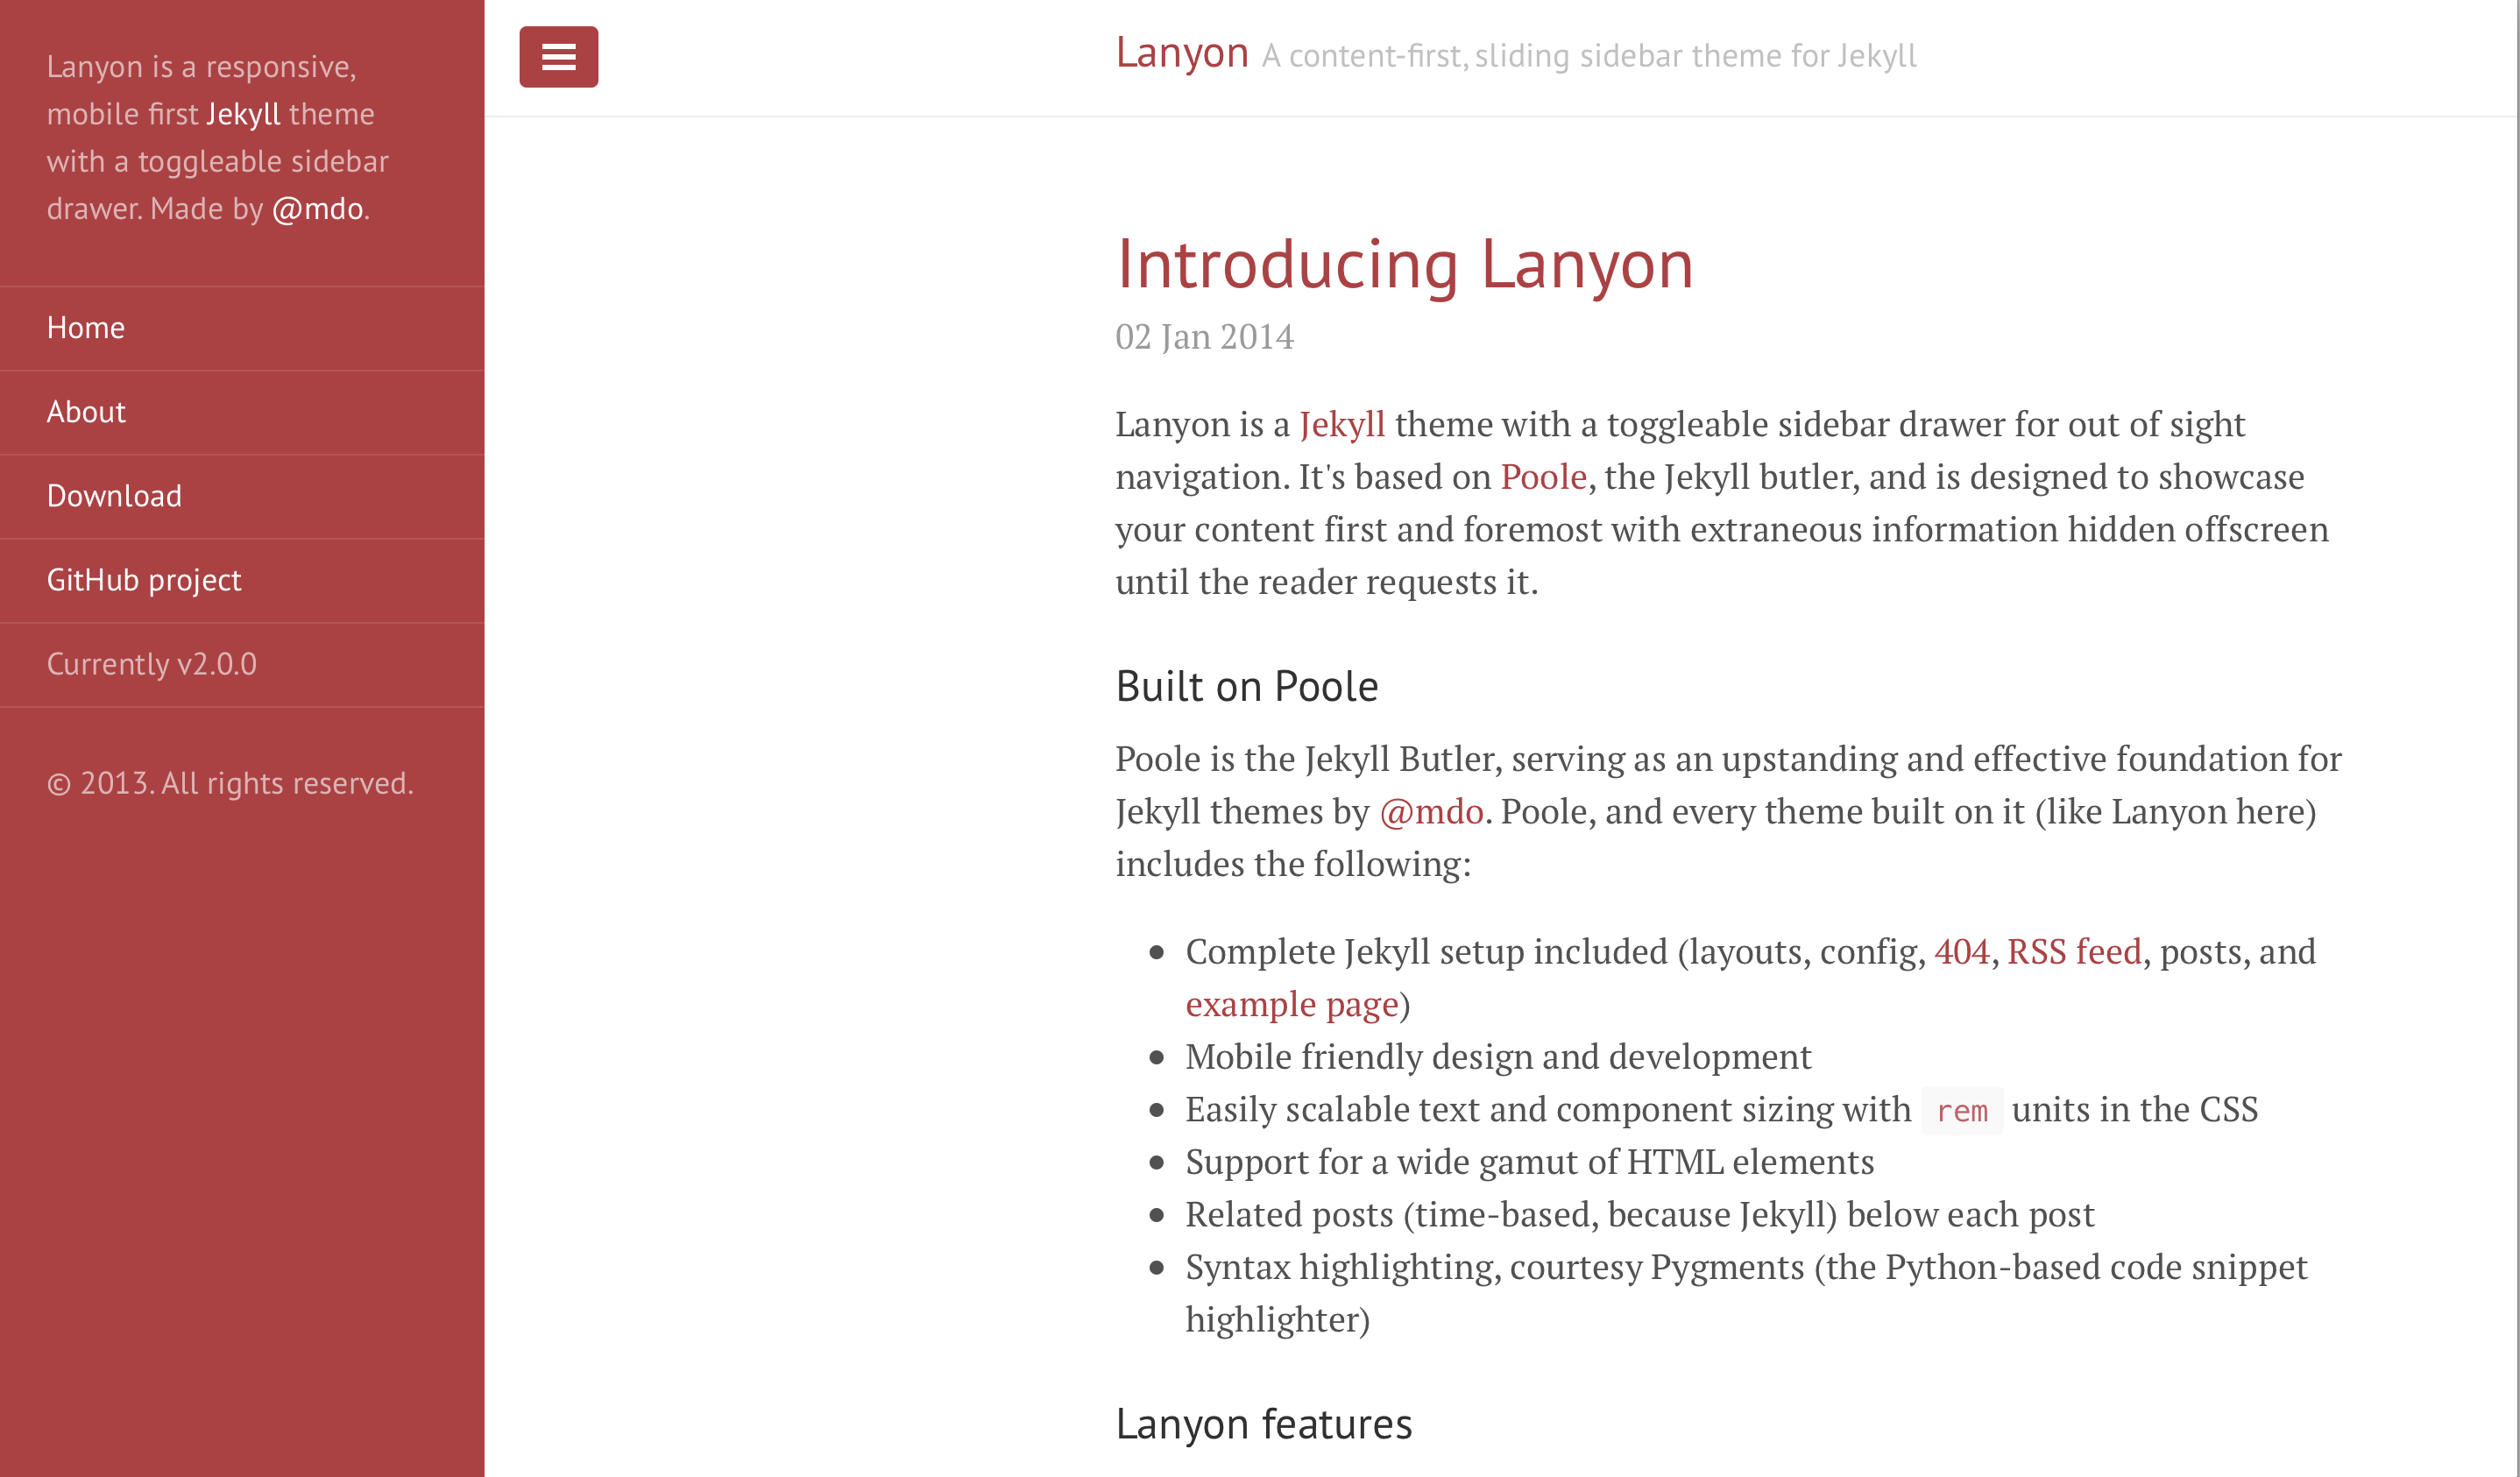 Lanyon is a responsive,
mobile first Jekyll theme
with a toggleable sidebar
drawer. Made by @mdo.
Home
About
Download
GitHub project
Currently v2.0.0
© 2013. All rights reserved.
Lanyon A content-first, sliding sidebar theme for Jekyll
Introducing Lanyon
02 Jan 2014
Lanyon is a Jekyll theme with a toggleable sidebar drawer for out of sight
navigation. It's based on Poole, the Jekyll butler, and is designed to showcase
your content first and foremost with extraneous information hidden offscreen
until the reader requests it.
Built on Poole
Poole is the Jekyll Butler, serving as an upstanding and effective foundation for
Jekyll themes by @mdo. Poole, and every theme built on it (like Lanyon here)
includes the following:
• Complete Jekyll setup included (layouts, config, 404, RSS feed, posts, and
example page)
• Mobile friendly design and development
• Easily scalable text and component sizing with rem units in the CSS
• Support for a wide gamut of HTML elements
• Related posts (time-based, because Jekyll) below each post
• Syntax highlighting, courtesy Pygments (the Python-based code snippet
highlighter)
Lanyon features